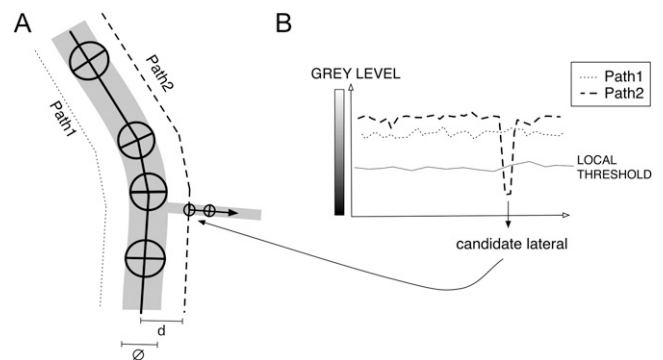 A
Path1
Path2
d
∅
B
GREY LEVEL
Path1
Path2
LOCAL
THRESHOLD
candidate lateral